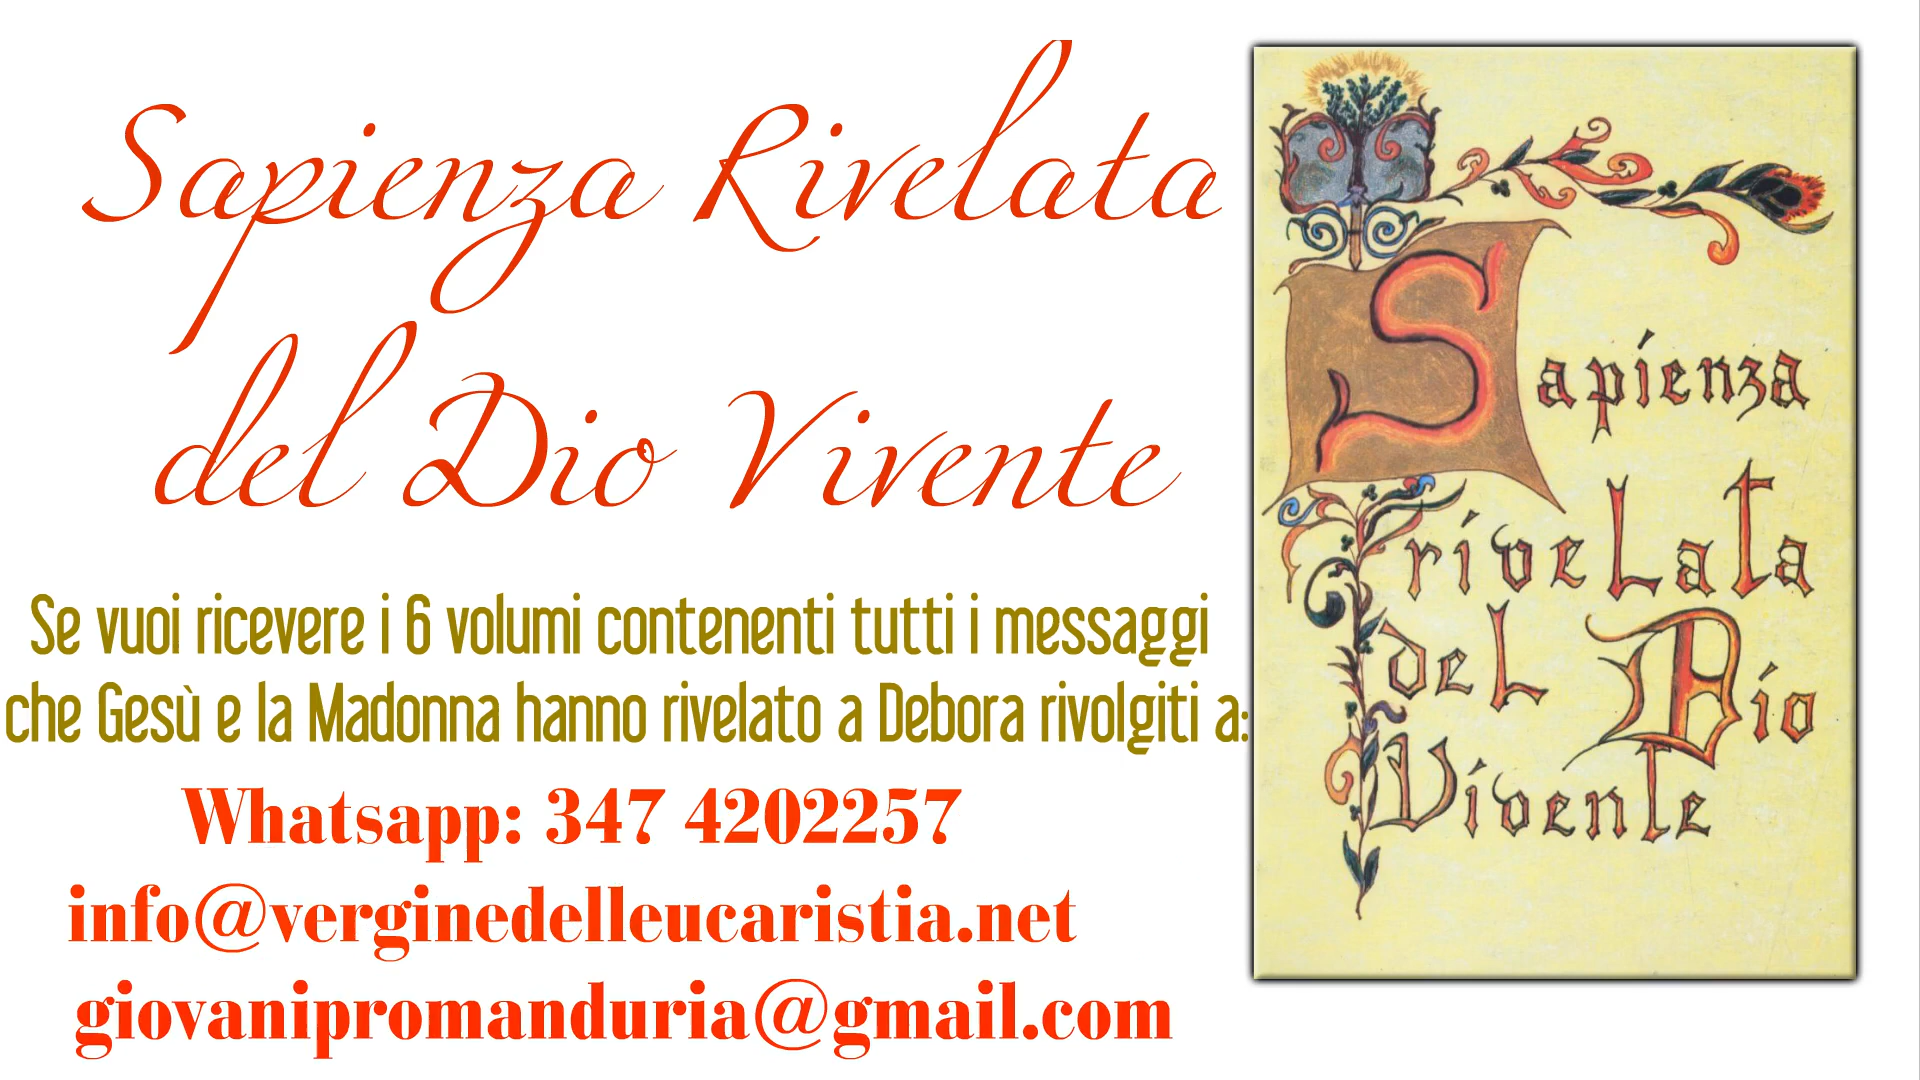 Sapienza Rivelata
del Dio Vivente
Se vuoi ricevere i 6 volumi contenenti tutti i messaggi
che Gesù e la Madonna hanno rivelato a Debora rivolgiti a:
Whatsapp: 347 4202257
info@verginedelleucaristia.net
giovanipromanduria@gmail.com
Sapienza
rivelata
del Dio
Vivente